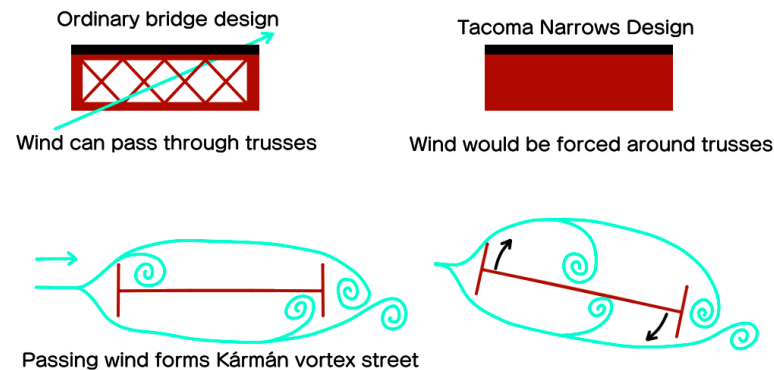 Ordinary bridge design
Tacoma Narrows Design
Wind can pass through trusses
Wind would be forced around trusses
Passing wind forms Kármán vortex street